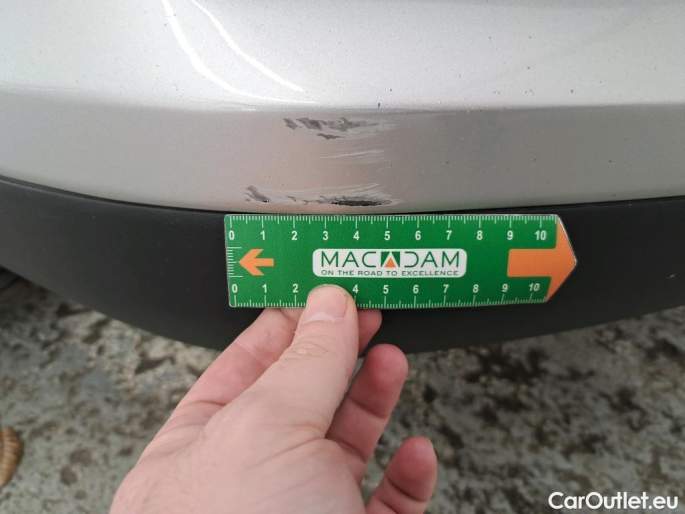 0 1 2 3 4 5 6 7 8 9 10
MACADAM
ON THE ROAD TO EXCELLENCE
0 1 2 4 5 6 7 8 9 10
CarOutlet.eu